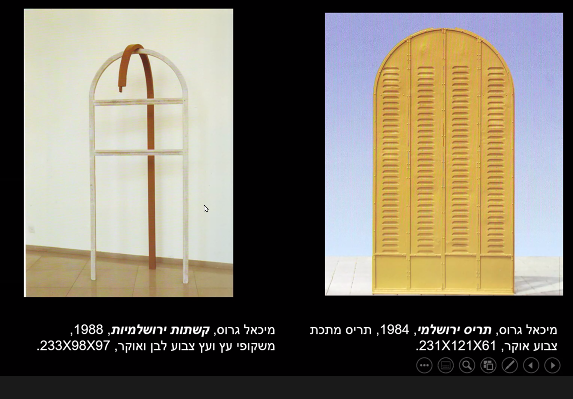 מיכאל גרוס, תריס ירושלמי, 1984, תריס מתכת
צבוע אוקר, 231X121X61.
מיכאל גרוס, קשתות ירושלמיות, 1988,
משקופי עץ ועץ צבוע לבן ואוקר, 233X98X97.